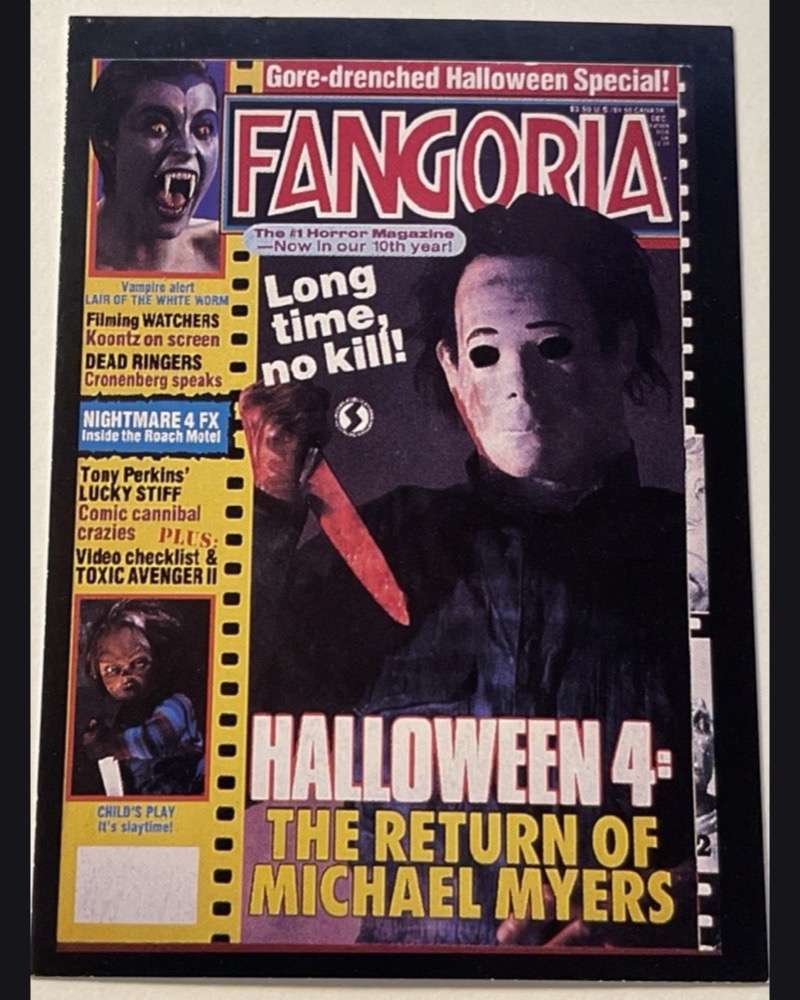 Gore-drenched Halloween Special!
FANGORIA
DEC
The #1 Horror Magazine
—Now in our 10th year!
Long
time,
no kill!
Vampire alert
LAIR OF THE WHITE WORM
Filming WATCHERS
Koontz on screen
DEAD RINGERS
Cronenberg speaks
NIGHTMARE 4 FX
Inside the Roach Motel
Tony Perkins'
LUCKY STIFF
Comic cannibal
crazies PLUS:
Video checklist &
TOXIC AVENGER II
CHILD'S PLAY
It's slaytime!
HALLOWEEN 4:
THE RETURN OF
MICHAEL MYERS
2